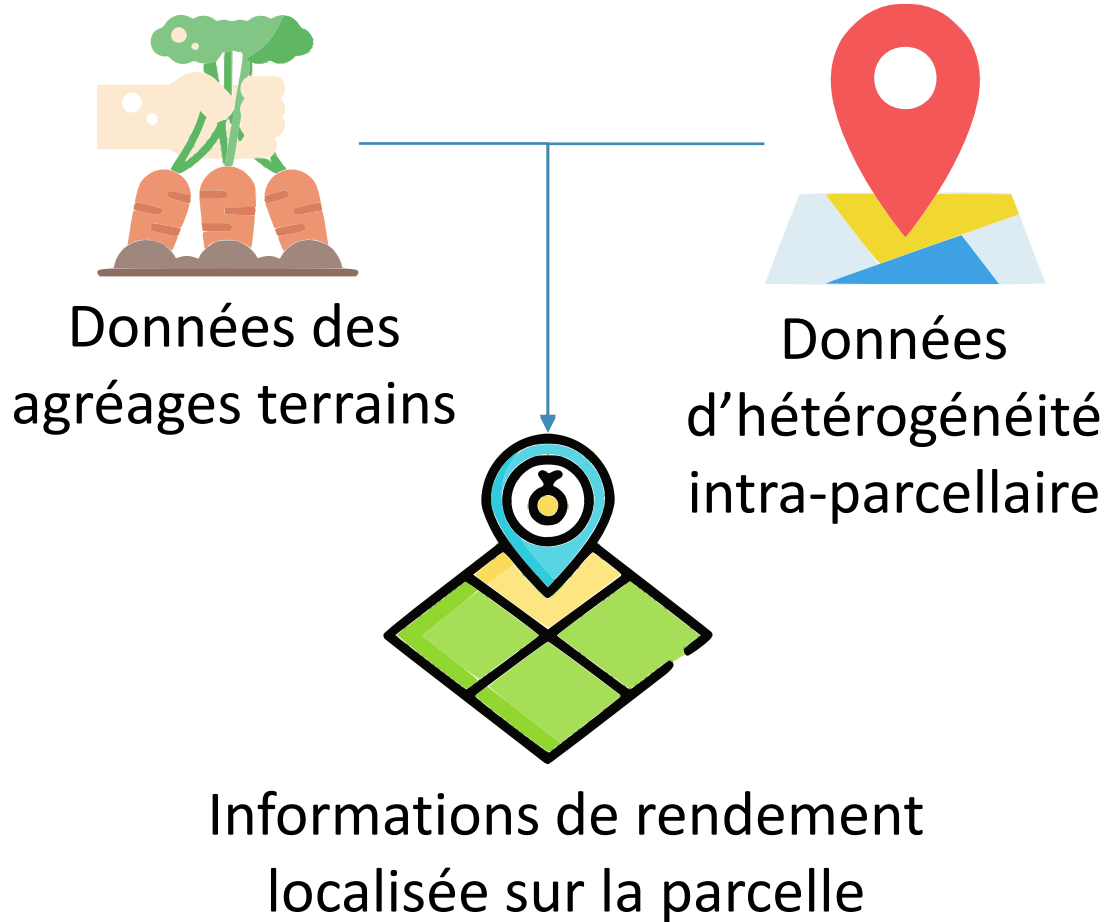 Données des
agréages terrains
Données
d’hétérogénéité
intra-parcellaire
Informations de rendement
localisée sur la parcelle